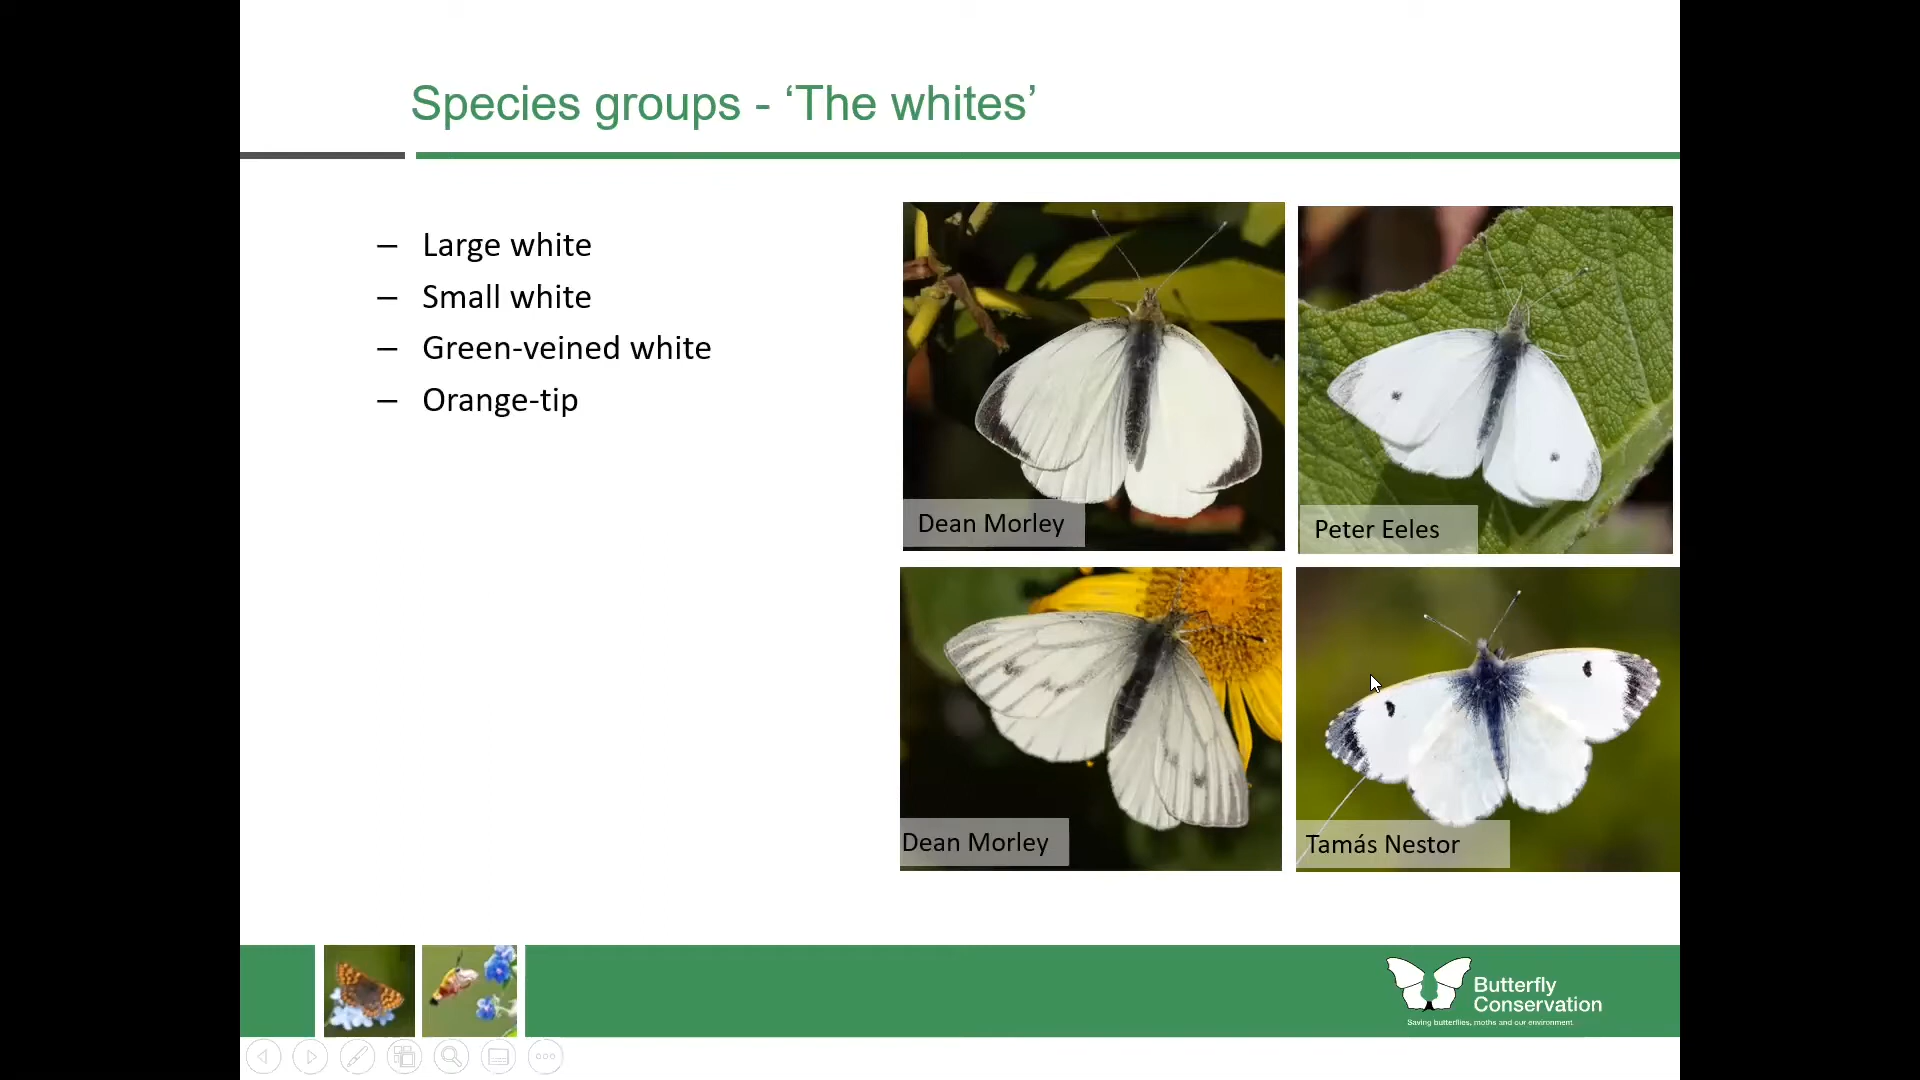 Species groups - ‘The whites’
– Large white
– Small white
– Green-veined white
– Orange-tip
Dean Morley
Peter Eeles
Dean Morley
Tamás Nestor
Butterfly
Conservation
Saving butterflies, moths and our environment